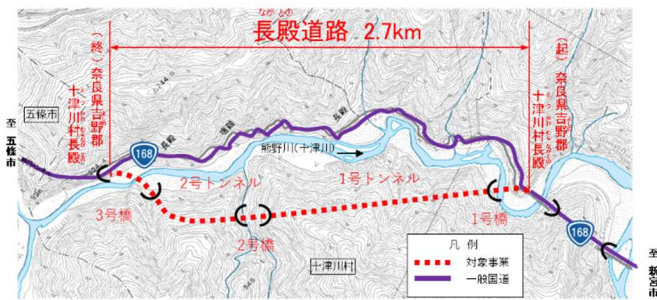 ながとの
長殿道路 2.7km
(終)奈良県吉野郡
十津川村長殿
(起)奈良県吉野郡
十津川村長殿
五條市
至 五條市
168
長殿
熊野川(十津川)
2号トンネル
1号トンネル
3号橋
2号橋
1号橋
十津川村
168
至 新宮市
凡 例
対象事業
一般国道